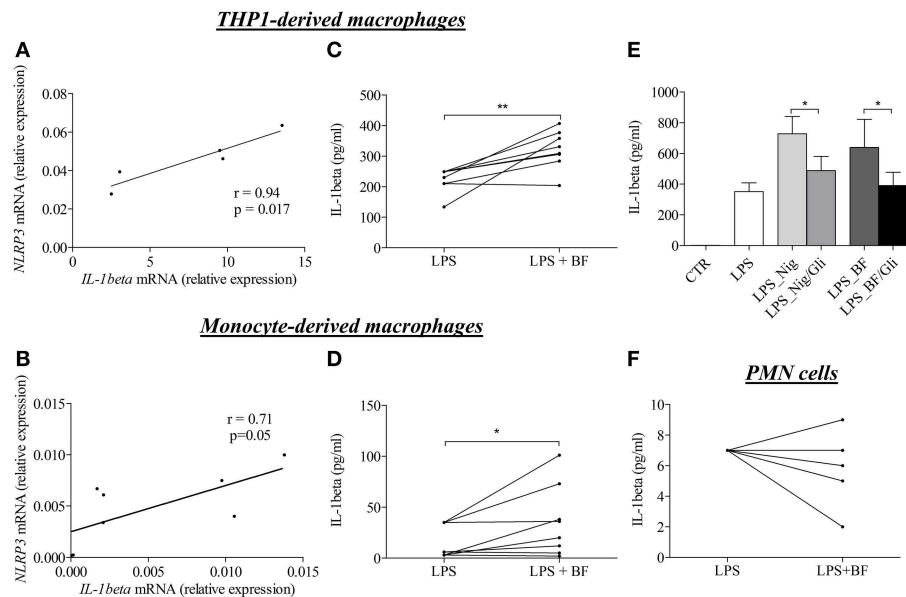 THP1-derived macrophages
A
NLRP3 mRNA (relative expression)
0.08
0.06
0.04
0.02
0.00
0
5
10
15
IL-1beta mRNA (relative expression)
r = 0.94
p = 0.017
C
IL-1beta (pg/ml)
500
400
300
200
100
0
**
LPS
LPS + BF
E
IL-1beta (pg/ml)
1000
800
600
400
200
0
*
*
CTR
LPS
LPS_Nig
LPS_Nig/Gli
LPS_BF
LPS_BF/Gli
Monocyte-derived macrophages
B
NLRP3 mRNA (relative expression)
0.015
0.010
0.005
0.000
0.000
0.005
0.010
0.015
IL-1beta mRNA (relative expression)
r = 0.71
p=0.05
D
IL-1beta (pg/ml)
150
100
50
0
*
LPS
LPS + BF
F
PMN cells
IL-1beta (pg/ml)
10
8
6
4
2
0
LPS
LPS+BF